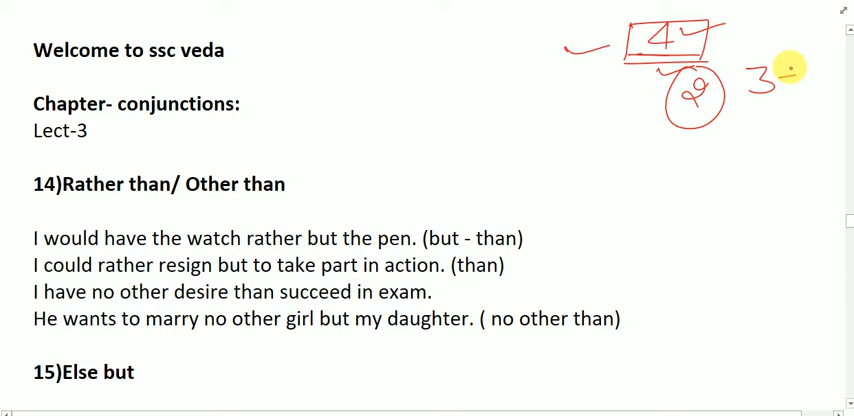 4
2
3
Welcome to ssc veda
Chapter- conjunctions:
Lect-3
14)Rather than/ Other than
I would have the watch rather but the pen. (but - than)
I could rather resign but to take part in action. (than)
I have no other desire than succeed in exam.
He wants to marry no other girl but my daughter. ( no other than)
15)Else but